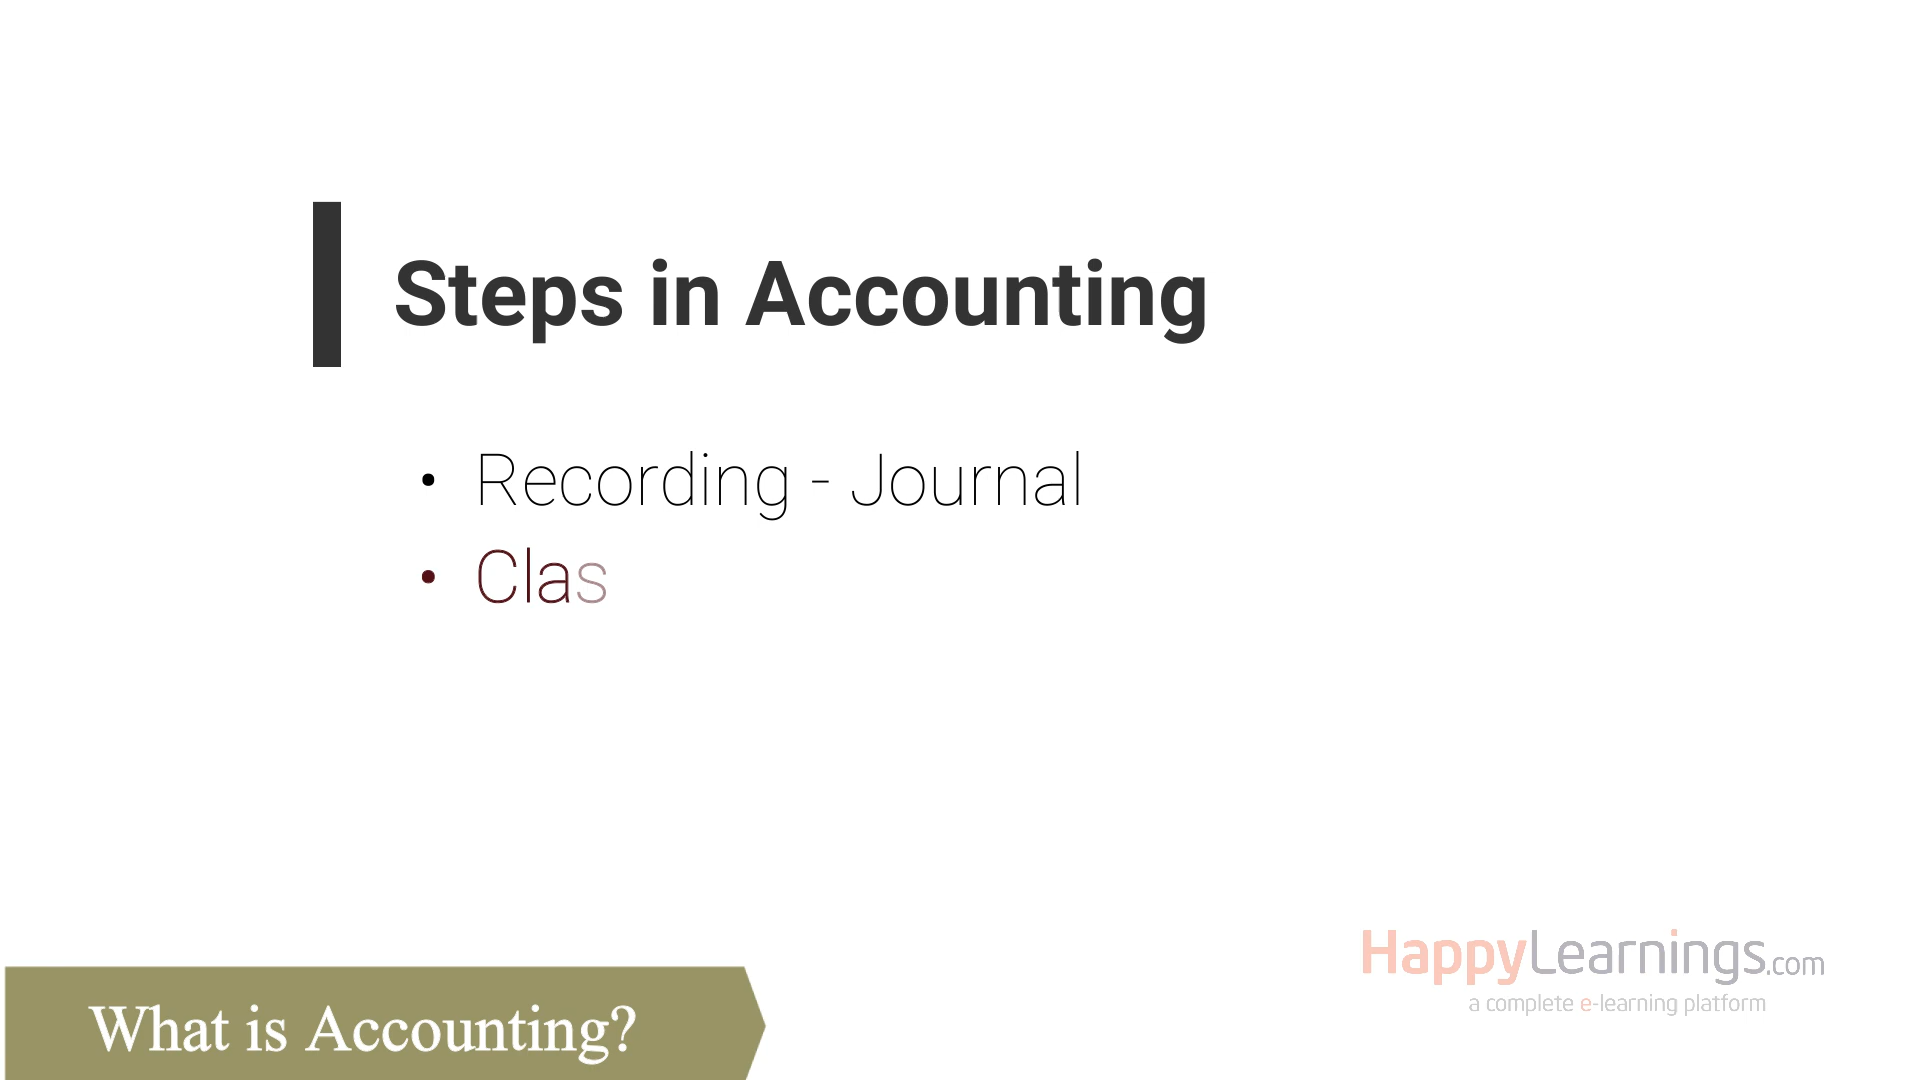 Steps in Accounting
• Recording - Journal
• Clas
What is Accounting?
HappyLearnings.com
a complete e-learning platform